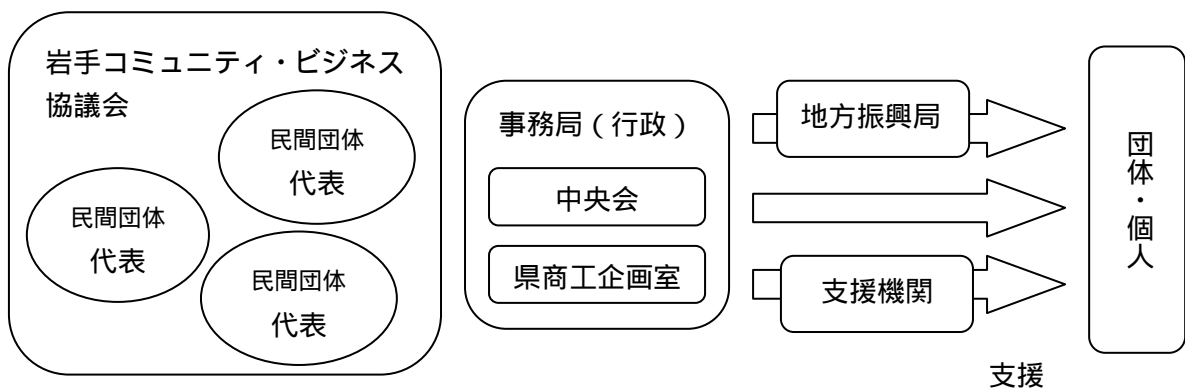 岩手コミュニティ・ビジネス
協議会
民間団体
代表
民間団体
代表
民間団体
代表
事務局（行政）
中央会
県商工企画室
地方振興局
支援機関
支援
団体・個人